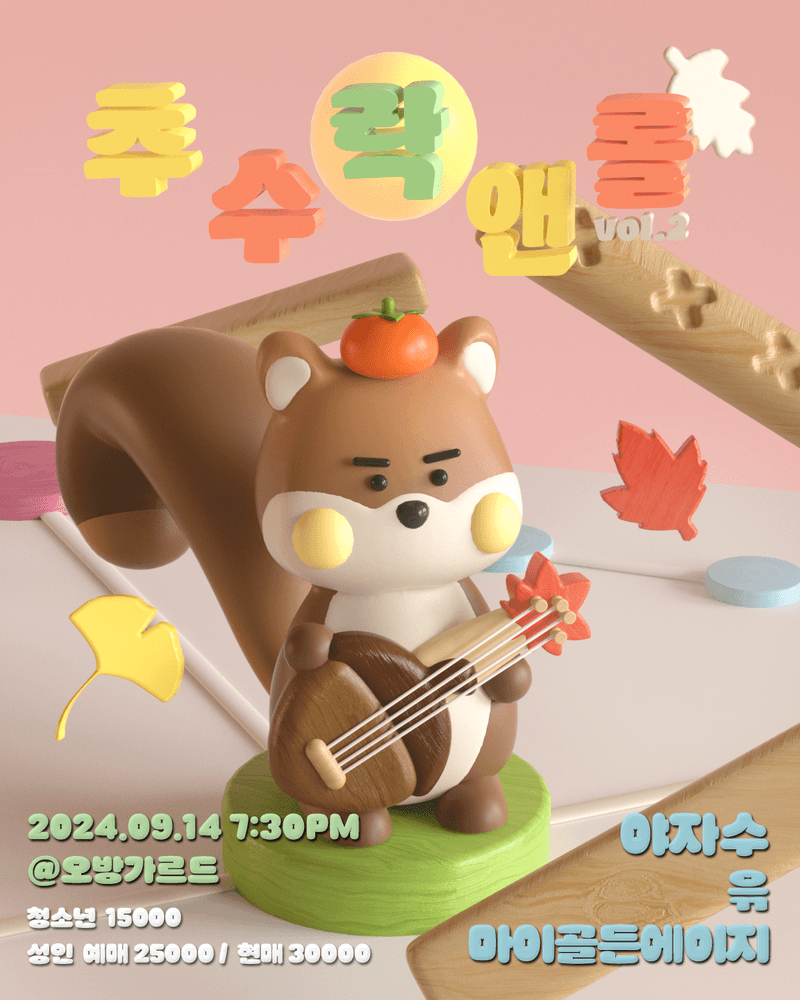 추수락앤롤
vol.2
2024.09.14 7:30PM
@오방가르드
청소년 15000
성인 예매 25000 / 현매 30000
야자수
윾
마이골든에이지